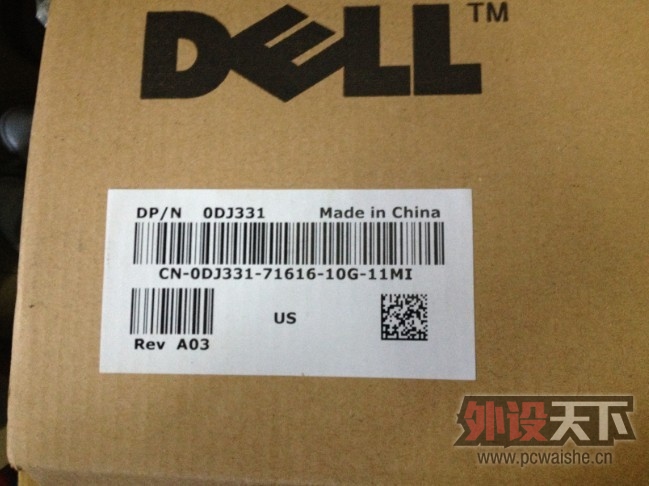 DELL™
DP/N 0DJ331 Made in China
CN-0DJ331-71616-10G-11MI
US
Rev A03
外设天下
www.pcwaishe.cn